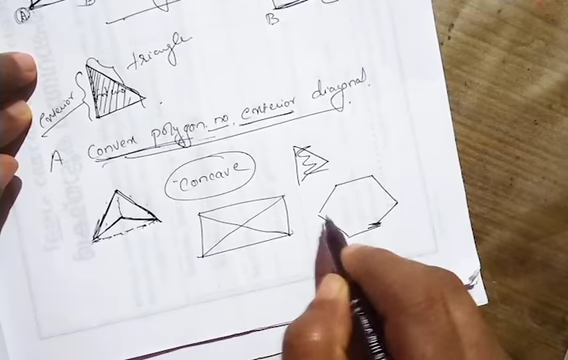 A B B
triangle
exterior
A Convex polygon no exterior diagonal.
Concave